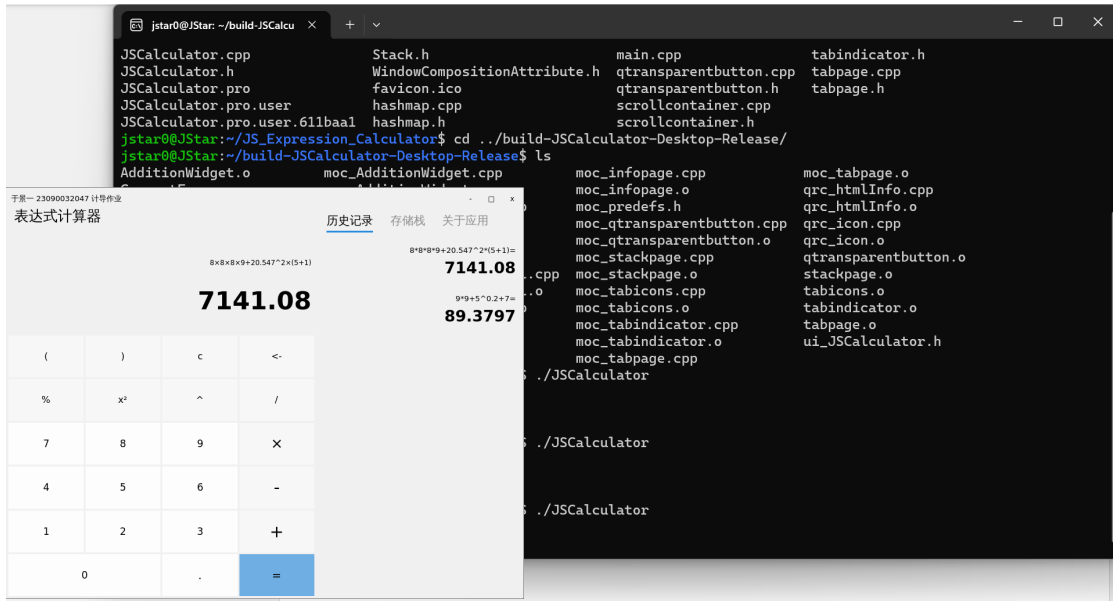 jstar0@JStar: ~/build-JSCalcu × + ⌄ − □ ×
JSCalculator.cpp Stack.h main.cpp tabindicator.h
JSCalculator.h WindowCompositionAttribute.h qtransparentbutton.cpp tabpage.cpp
JSCalculator.pro favicon.ico qtransparentbutton.h tabpage.h
JSCalculator.pro.user hashmap.cpp scrollcontainer.cpp
JSCalculator.pro.user.611baa1 hashmap.h scrollcontainer.h
jstar0@JStar:~/JS_Expression_Calculator$ cd ../build-JSCalculator-Desktop-Release/
jstar0@JStar:~/build-JSCalculator-Desktop-Release$ ls
AdditionWidget.o moc_AdditionWidget.cpp moc_infopage.cpp moc_tabpage.o
moc_infopage.o qrc_htmlInfo.cpp
moc_predefs.h qrc_htmlInfo.o
moc_qtransparentbutton.cpp qrc_icon.cpp
moc_qtransparentbutton.o qrc_icon.o
moc_stackpage.cpp qtransparentbutton.o
.cpp moc_stackpage.o stackpage.o
.o moc_tabicons.cpp tabicons.o
moc_tabicons.o tabindicator.o
moc_tabindicator.cpp tabpage.o
moc_tabindicator.o ui_JSCalculator.h
moc_tabpage.cpp
$ ./JSCalculator
$ ./JSCalculator
$ ./JSCalculator
于景一 23090032047 计导作业 - □ x
表达式计算器
历史记录 存储栈 关于应用
8×8×8×9+20.547^2×(5+1)
7141.08
8*8*8*9+20.547^2*(5+1)=
7141.08
9*9+5^0.2+7=
89.3797
( ) c <-
% x² ^ /
7 8 9 ×
4 5 6 -
1 2 3 +
0 . =